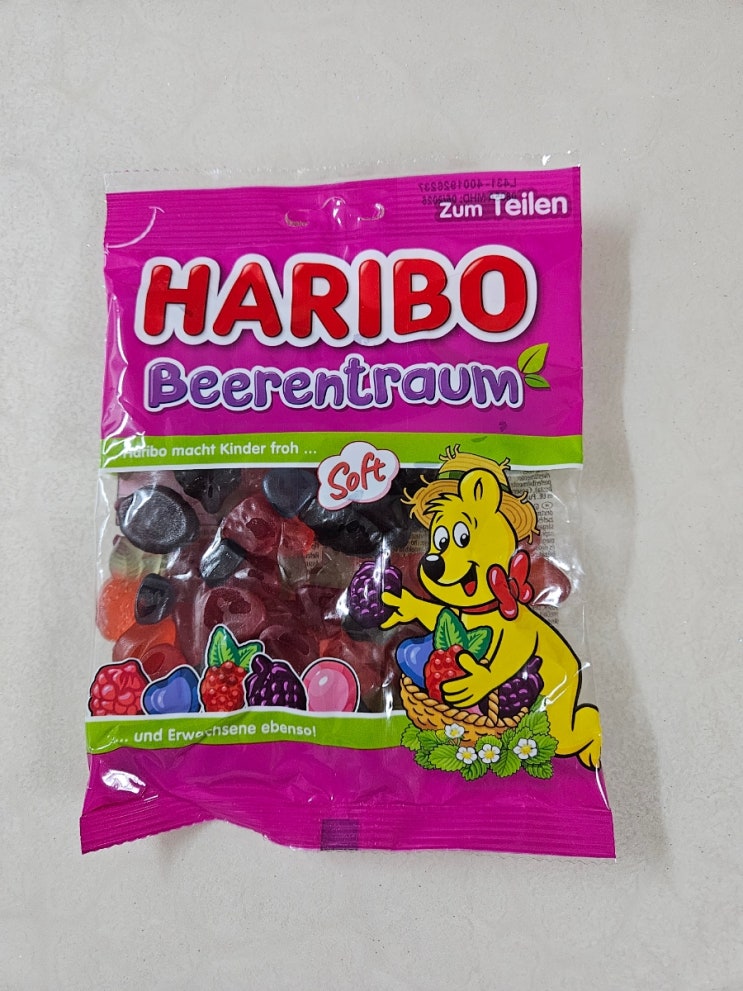 Zum Teilen
HARIBO
Beerentraum
Haribo macht Kinder froh ...
Soft
... und Erwachsene ebenso!